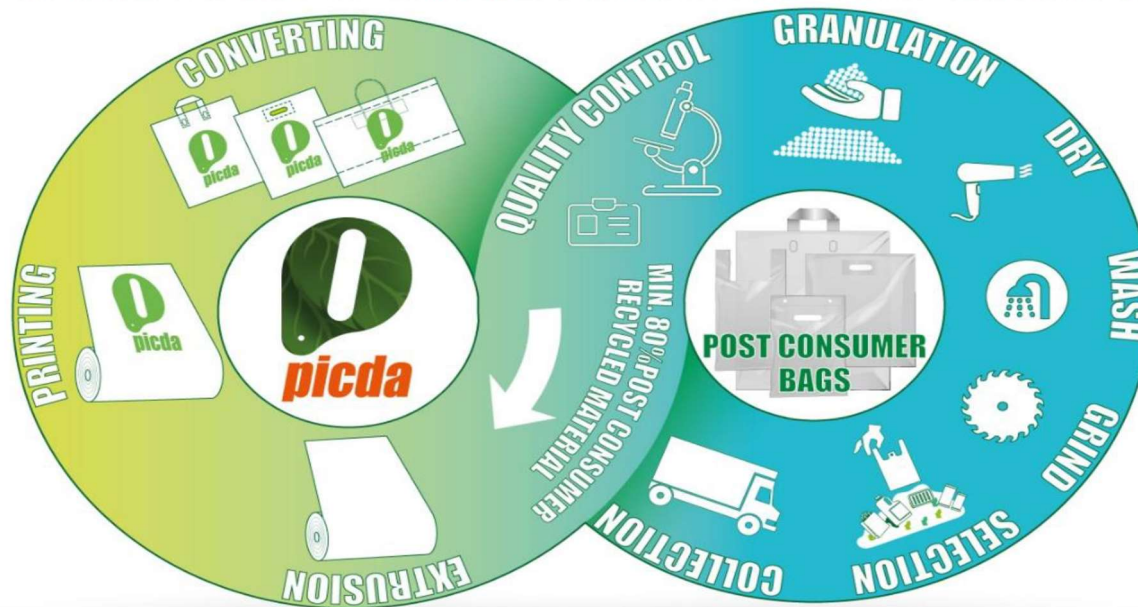 CONVERTING
picda
picda
picda
PRINTING
picda
picda
EXTRUSION
QUALITY CONTROL
MIN. 80% POST CONSUMER
RECYCLED MATERIAL
GRANULATION
DRY
WASH
GRIND
SELECTION
COLLECTION
POST CONSUMER
BAGS